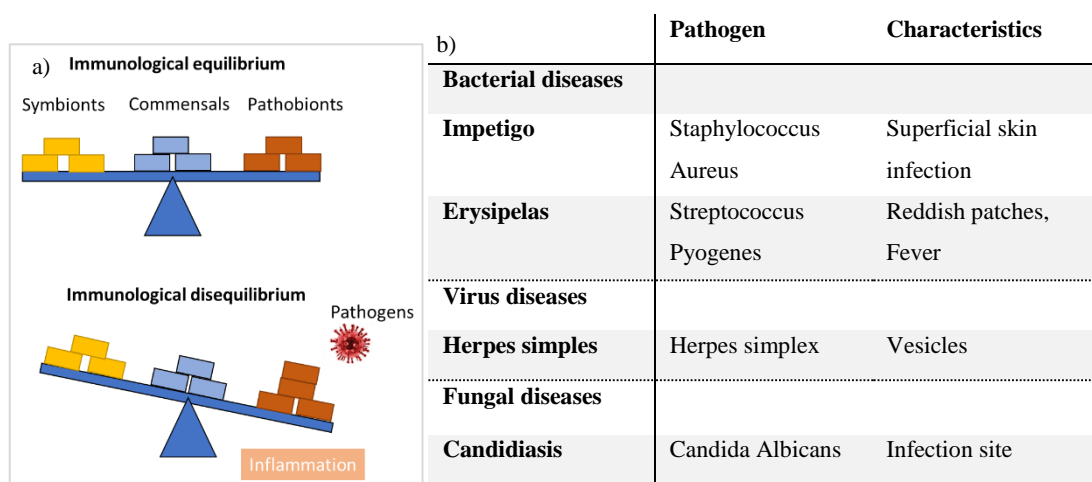 a)
Immunological equilibrium
Symbionts Commensals Pathobionts
Immunological disequilibrium
Pathogens
Inflammation
b)
Pathogen Characteristics
Bacterial diseases
Impetigo Staphylococcus Superficial skin
Aureus infection
Erysipelas Streptococcus Reddish patches,
Pyogenes Fever
Virus diseases
Herpes simples Herpes simplex Vesicles
Fungal diseases
Candidiasis Candida Albicans Infection site